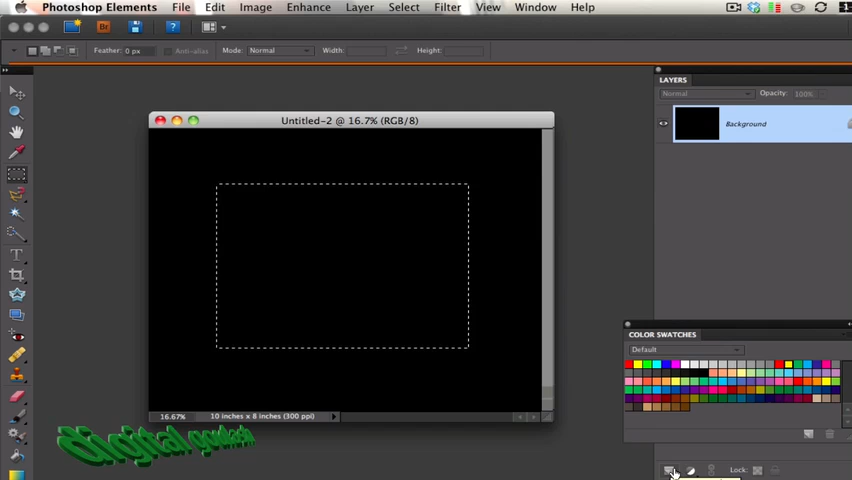 Photoshop Elements File Edit Image Enhance Layer Select Filter View Window Help
Feather: 0 px Anti-alias Mode: Normal Width: Height:
LAYERS
Normal Opacity: 100%
Untitled-2 @ 16.7% (RGB/8)
Background
COLOR SWATCHES
Default
16.67% 10 inches x 8 inches (300 ppi)
digital
Lock: